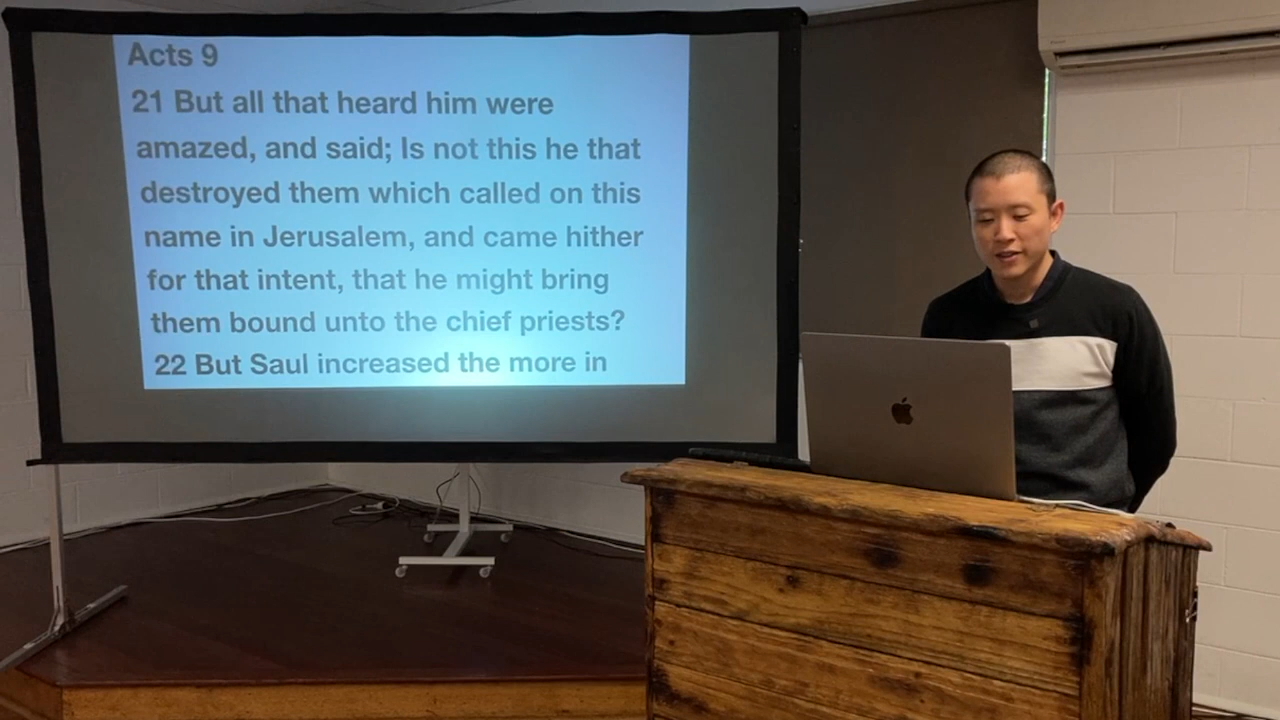 Acts 9
21 But all that heard him were
amazed, and said; Is not this he that
destroyed them which called on this
name in Jerusalem, and came hither
for that intent, that he might bring
them bound unto the chief priests?
22 But Saul increased the more in